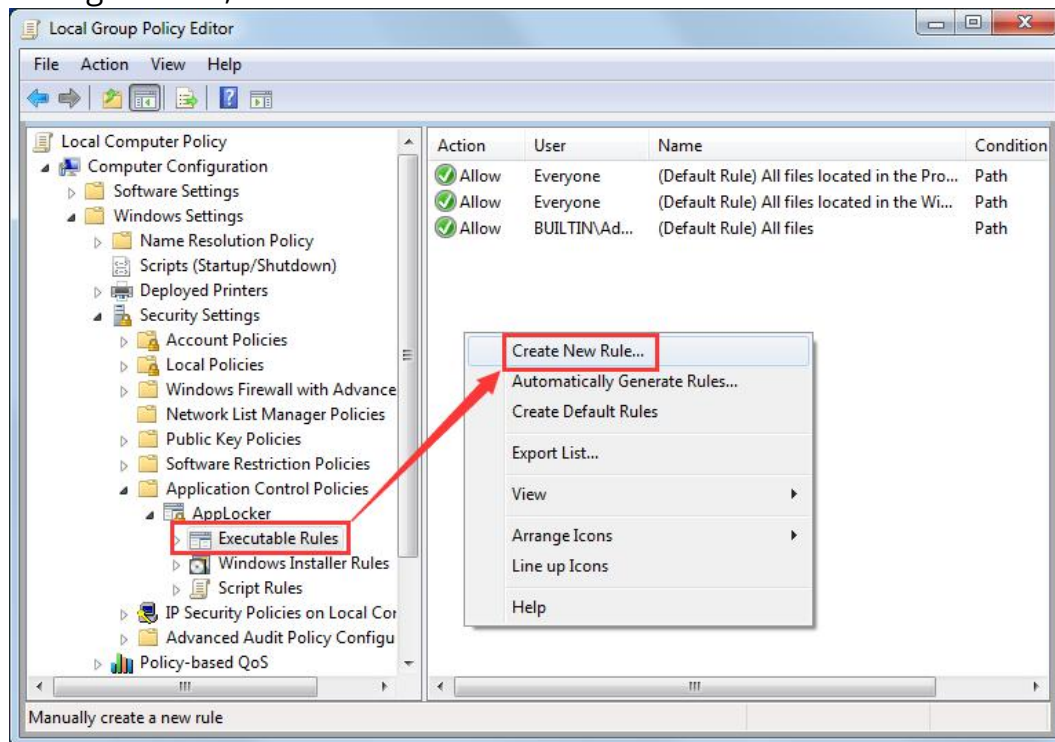 Local Group Policy Editor
File Action View Help
Local Computer Policy
Computer Configuration
Software Settings
Windows Settings
Name Resolution Policy
Scripts (Startup/Shutdown)
Deployed Printers
Security Settings
Account Policies
Local Policies
Windows Firewall with Advance
Network List Manager Policies
Public Key Policies
Software Restriction Policies
Application Control Policies
AppLocker
Executable Rules
Windows Installer Rules
Script Rules
IP Security Policies on Local Cor
Advanced Audit Policy Configu
Policy-based QoS
Action User Name Condition
Allow Everyone (Default Rule) All files located in the Pro... Path
Allow Everyone (Default Rule) All files located in the Wi... Path
Allow BUILTIN\Ad... (Default Rule) All files Path
Create New Rule...
Automatically Generate Rules...
Create Default Rules
Export List...
View
Arrange Icons
Line up Icons
Help
Manually create a new rule